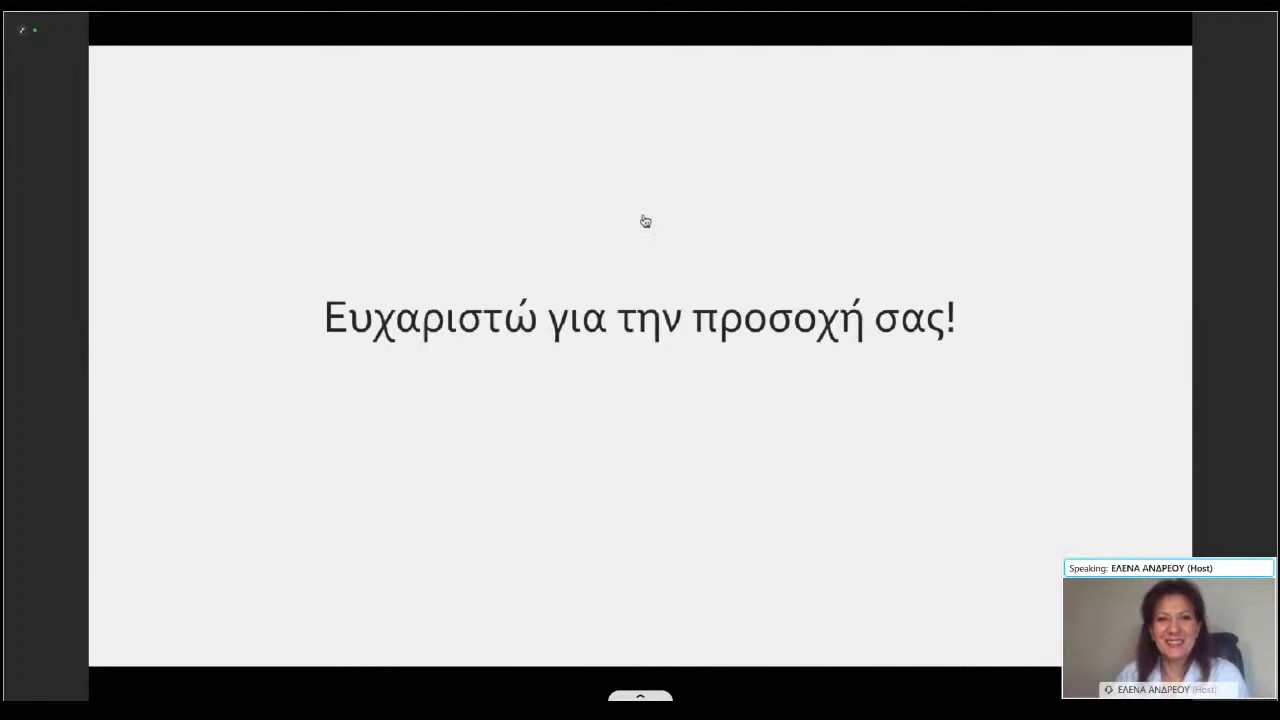 Ευχαριστώ για την προσοχή σας!
Speaking: ΕΛΕΝΑ ΑΝΔΡΕΟΥ (Host)
ΕΛΕΝΑ ΑΝΔΡΕΟΥ (Host)